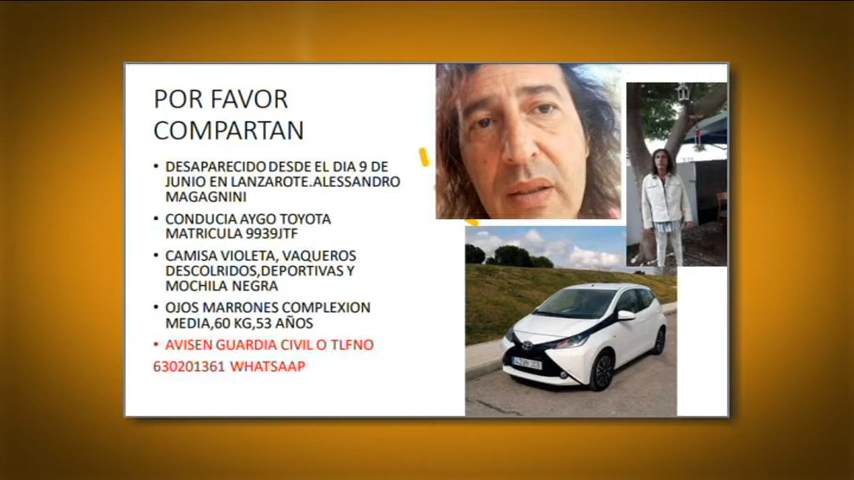 POR FAVOR
COMPARTAN
• DESAPARECIDO DESDE EL DIA 9 DE
JUNIO EN LANZAROTE.ALESSANDRO
MAGAGNINI
• CONDUCIA AYGO TOYOTA
MATRICULA 9939JTF
• CAMISA VIOLETA, VAQUEROS
DESCOLRIDOS,DEPORTIVAS Y
MOCHILA NEGRA
• OJOS MARRONES COMPLEXION
MEDIA,60 KG,53 AÑOS
• AVISEN GUARDIA CIVIL O TLFNO
630201361 WHATSAAP